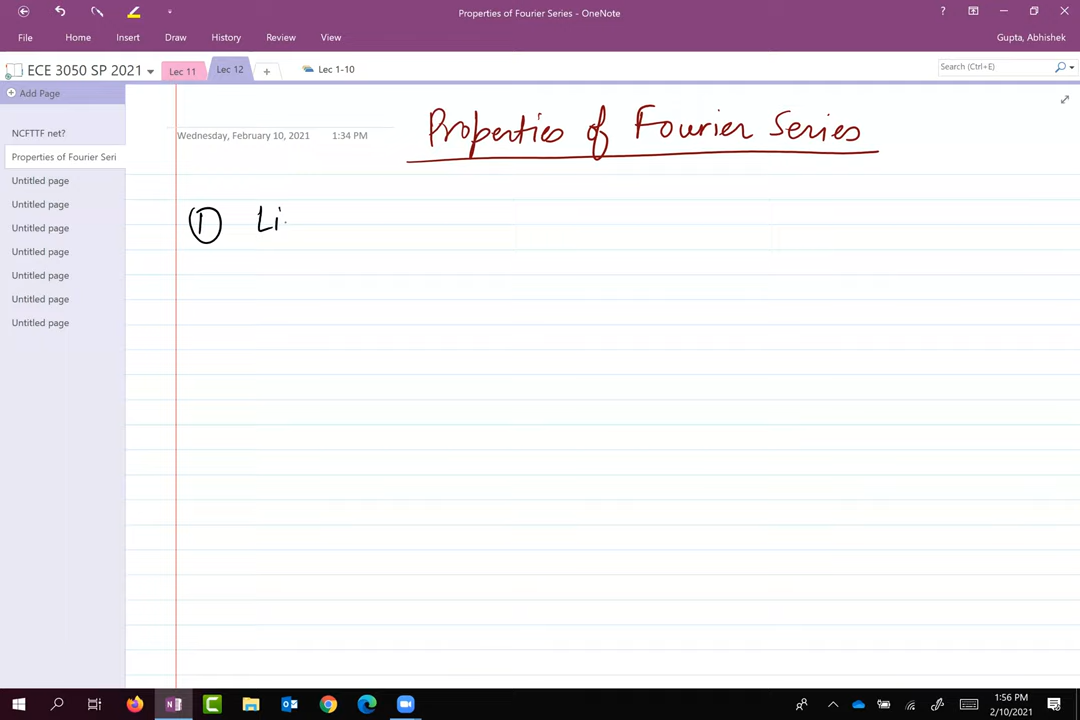 Properties of Fourier Series - OneNote
?
File Home Insert Draw History Review View
Gupta, Abhishek
ECE 3050 SP 2021
Lec 11
Lec 12
+
Lec 1-10
Search (Ctrl+E)
Add Page
NCFTTF net?
Properties of Fourier Seri
Untitled page
Untitled page
Untitled page
Untitled page
Untitled page
Untitled page
Untitled page
Wednesday, February 10, 2021 1:34 PM
Properties of Fourier Series
① Li
1:56 PM
2/10/2021